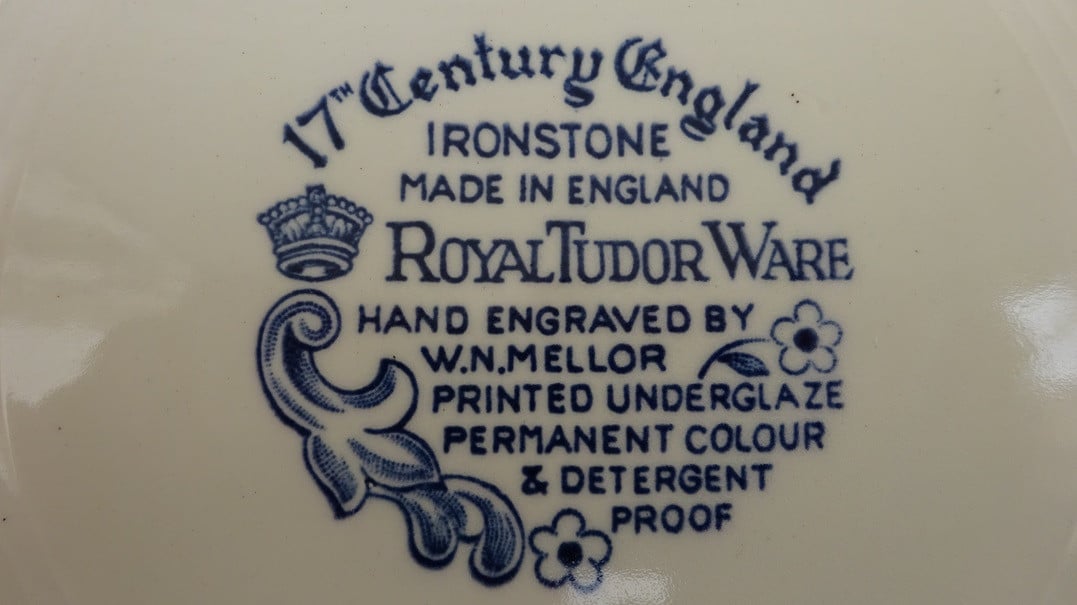 17TH Century England
IRONSTONE
MADE IN ENGLAND
ROYAL TUDOR WARE
HAND ENGRAVED BY
W.N.MELLOR
PRINTED UNDERGLAZE
PERMANENT COLOUR
& DETERGENT
PROOF